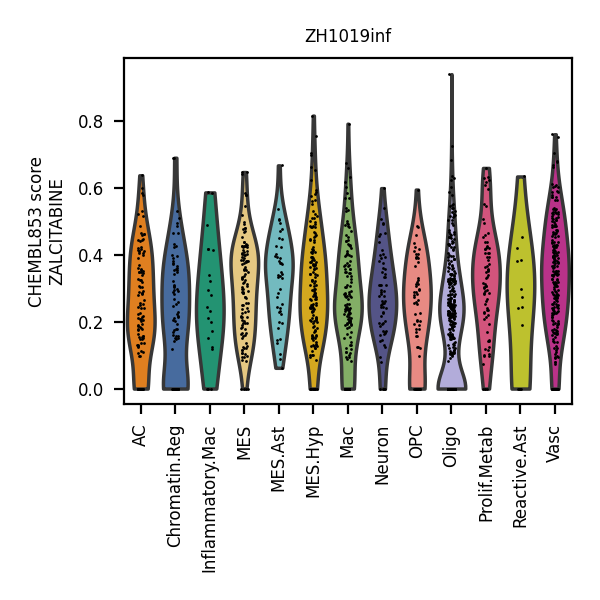 ZH1019inf
CHEMBL853 score
ZALCITABINE
0.8
0.6
0.4
0.2
0.0
AC
Chromatin.Reg
Inflammatory.Mac
MES
MES.Ast
MES.Hyp
Mac
Neuron
OPC
Oligo
Prolif.Metab
Reactive.Ast
Vasc